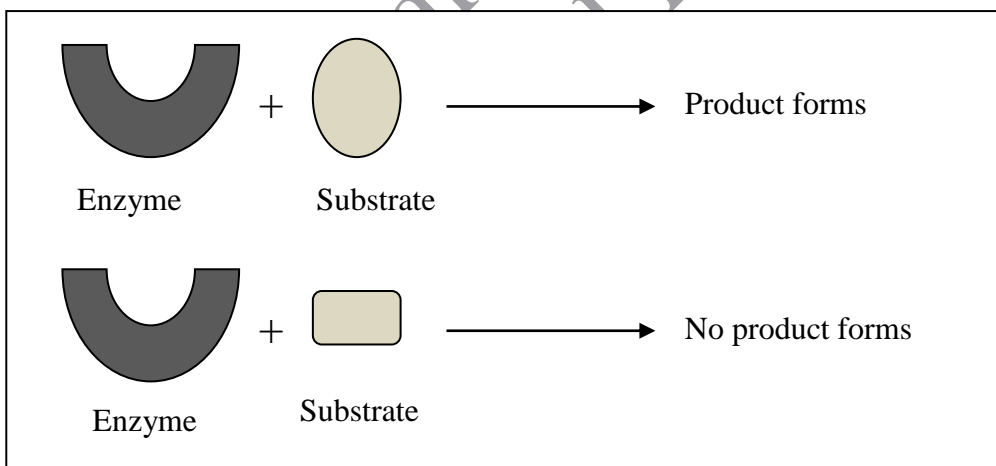 +
Product forms
Enzyme
Substrate
+
No product forms
Substrate
Enzyme